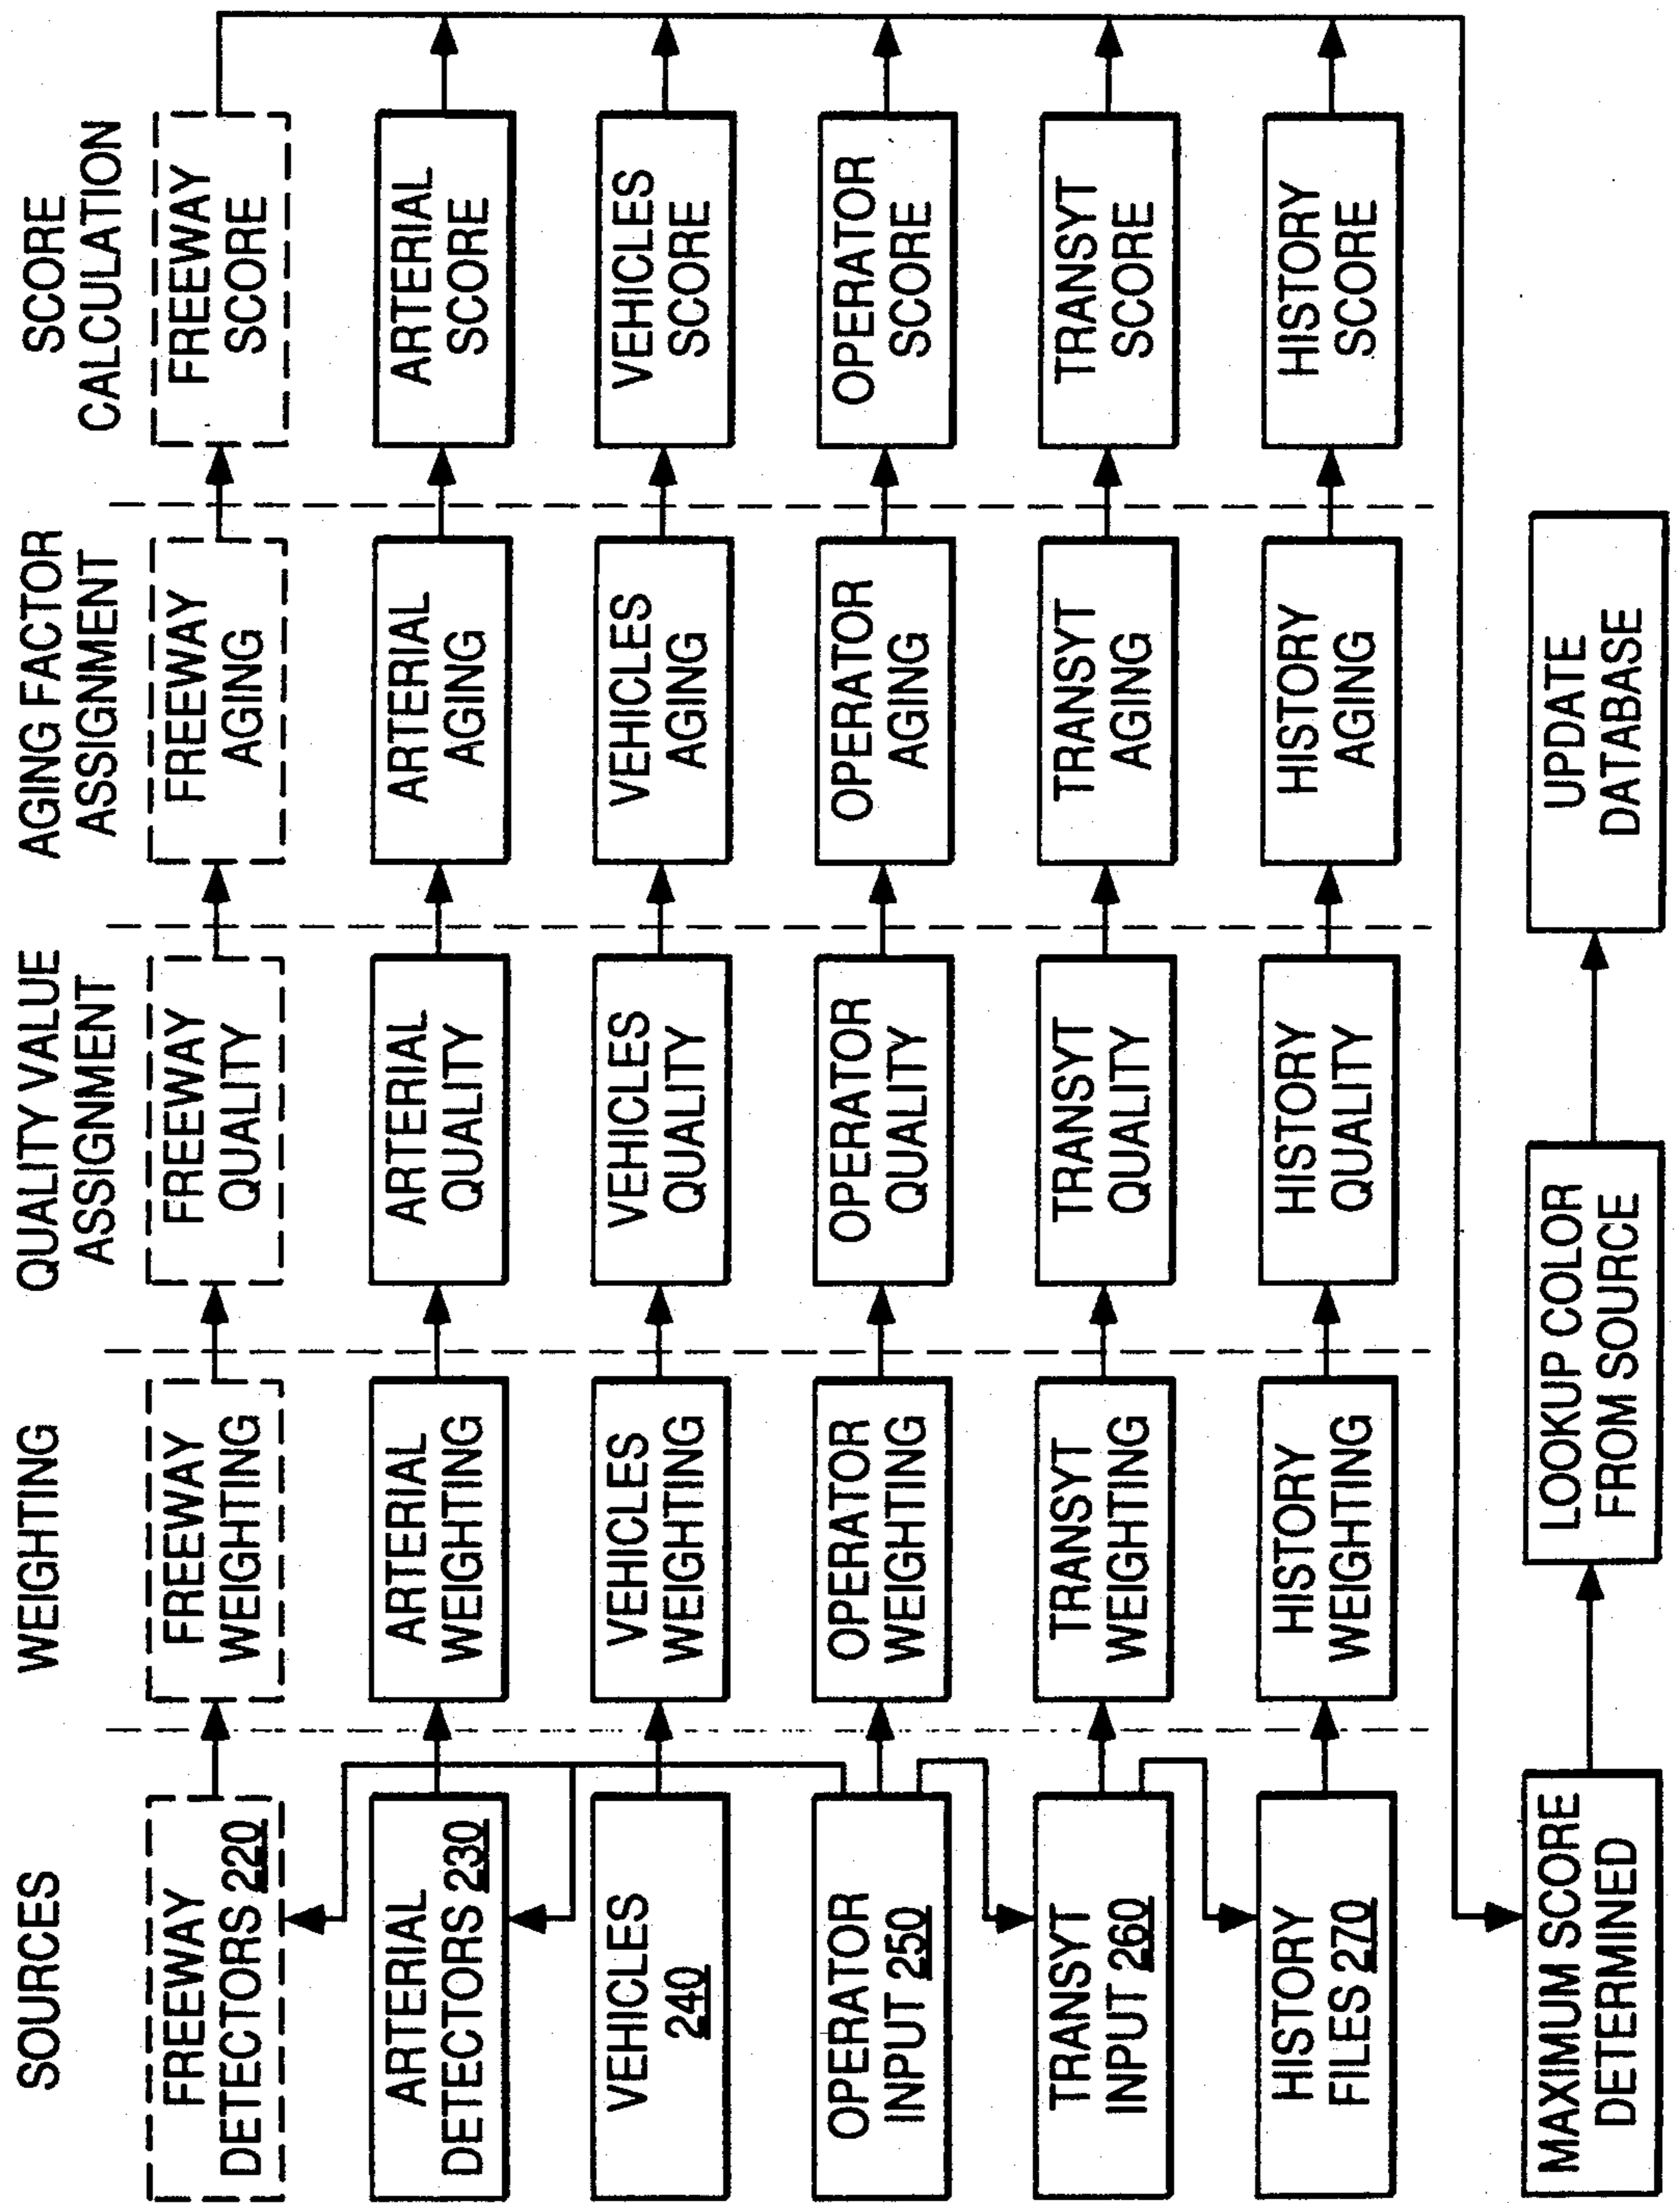 SOURCES
WEIGHTING
QUALITY VALUE
ASSIGNMENT
AGING FACTOR
ASSIGNMENT
SCORE
CALCULATION
FREEWAY
DETECTORS 220
FREEWAY
WEIGHTING
FREEWAY
QUALITY
FREEWAY
AGING
FREEWAY
SCORE
ARTERIAL
DETECTORS 230
ARTERIAL
WEIGHTING
ARTERIAL
QUALITY
ARTERIAL
AGING
ARTERIAL
SCORE
VEHICLES
240
VEHICLES
WEIGHTING
VEHICLES
QUALITY
VEHICLES
AGING
VEHICLES
SCORE
OPERATOR
INPUT 250
OPERATOR
WEIGHTING
OPERATOR
QUALITY
OPERATOR
AGING
OPERATOR
SCORE
TRANSYT
INPUT 260
TRANSYT
WEIGHTING
TRANSYT
QUALITY
TRANSYT
AGING
TRANSYT
SCORE
HISTORY
FILES 270
HISTORY
WEIGHTING
HISTORY
QUALITY
HISTORY
AGING
HISTORY
SCORE
MAXIMUM SCORE
DETERMINED
LOOKUP COLOR
FROM SOURCE
UPDATE
DATABASE